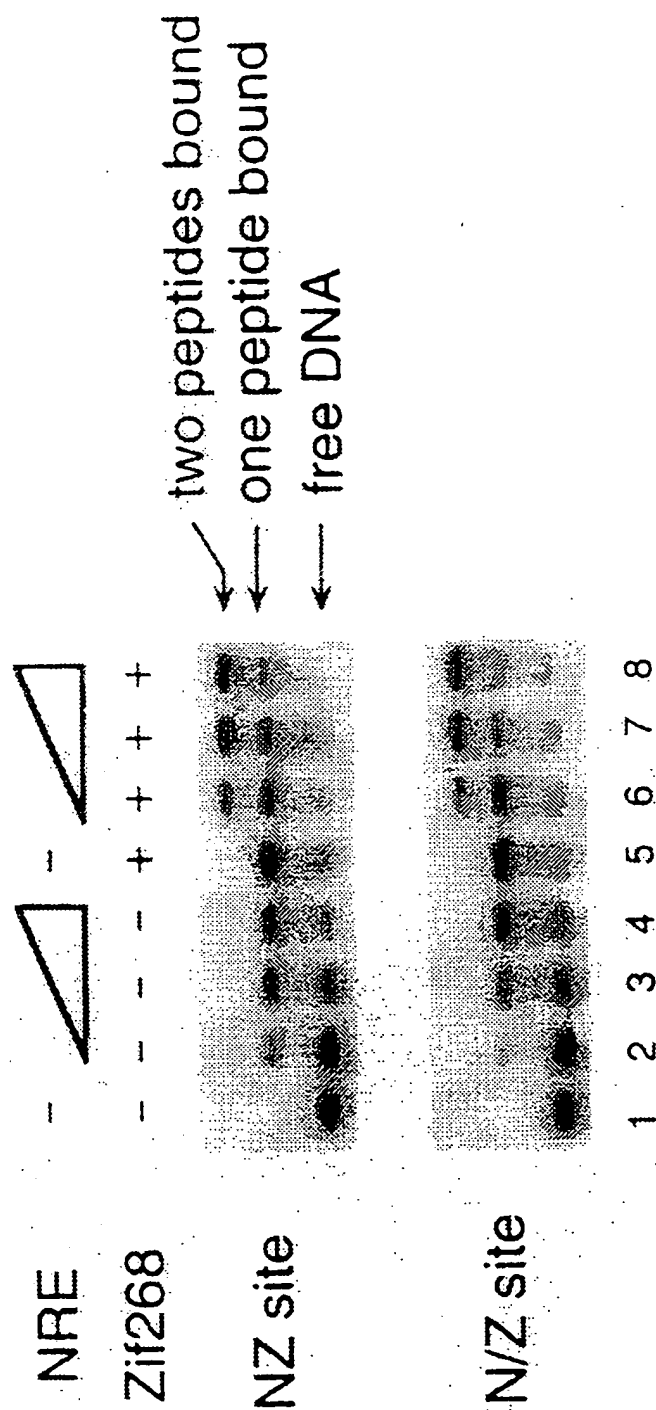 NRE - -
Zif268 - - - - + + + +
NZ site
two peptides bound
one peptide bound
free DNA
N/Z site
1 2 3 4 5 6 7 8